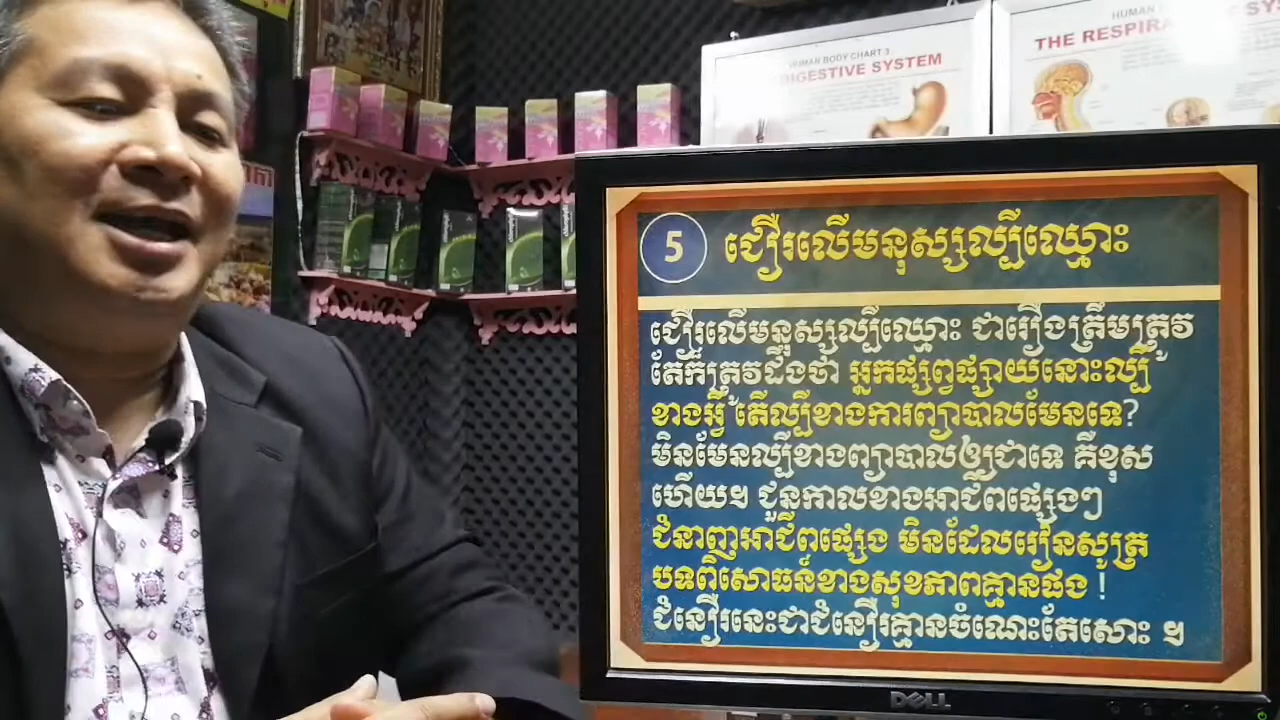 HUMAN BODY CHART 3
DIGESTIVE SYSTEM
HUMAN
THE RESPIRA
5 ជឿរលើមនុស្សល្បីឈ្មោះ
ជឿរលើមនុស្សល្បីឈ្មោះ ជារឿងត្រឹមត្រូវ
តែក៏ត្រូវដឹងថា អ្នកផ្សព្វផ្សាយនោះល្បី
ខាងអ្វី តើល្បីខាងការព្យាបាលមែនទេ?
មិនមែនល្បីខាងព្យាបាលឲ្យជាទេ គឺខុស
ហើយ។ ជួនកាលខាងអាជីពផ្សេងៗ
ជំនាញអាជីពផ្សេង មិនដែលរៀនសូត្រ
បទពិសោធន៍ខាងសុខភាពគ្មានផង !
ជំនឿរនេះជាជំនឿរគ្មានចំណេះតែសោះ ។
DELL